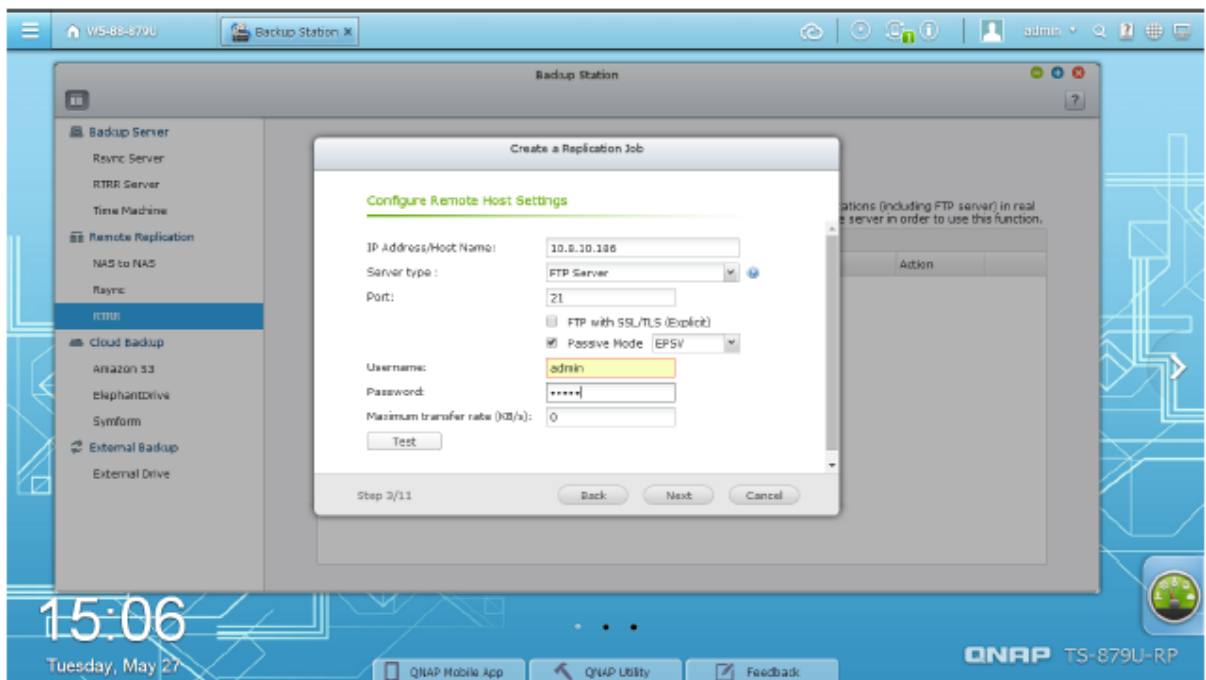 WS-88-879U
Backup Station
admin
Backup Station
Backup Server
Rsync Server
RTRR Server
Time Machine
Remote Replication
NAS to NAS
Rsync
RTRR
Cloud Backup
Amazon S3
ElephantDrive
Symform
External Backup
External Drive
ations (including FTP server) in real
e server in order to use this function.
Action
Create a Replication Job
Configure Remote Host Settings
IP Address/Host Name: 10.8.10.186
Server type : FTP Server
Port: 21
FTP with SSL/TLS (Explicit)
Passive Mode EPSV
Username: admin
Password: •••••
Maximum transfer rate (KB/s): 0
Test
Step 3/11 Back Next Cancel
15:06
Tuesday, May 27
QNAP Mobile App QNAP Utility Feedback
QNAP TS-879U-RP